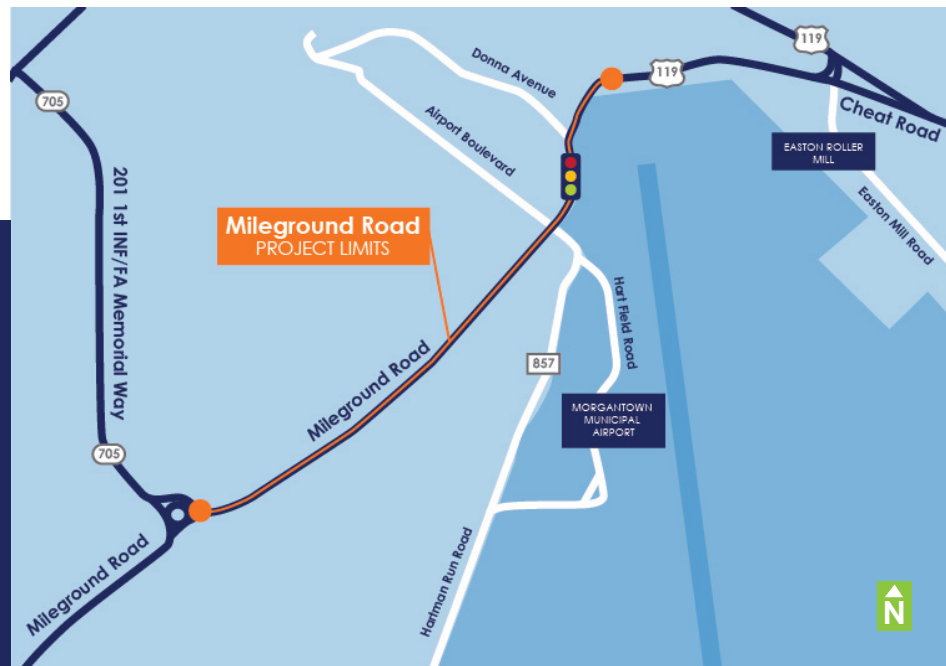 119
705
Donna Avenue
119
Cheat Road
Airport Boulevard
EASTON ROLLER
MILL
201 1st INF/FA Memorial Way
Easton Mill Road
Mileground Road
PROJECT LIMITS
Hart Field Road
Mileground Road
857
MORGANTOWN
MUNICIPAL
AIRPORT
705
Mileground Road
Hartman Run Road
N